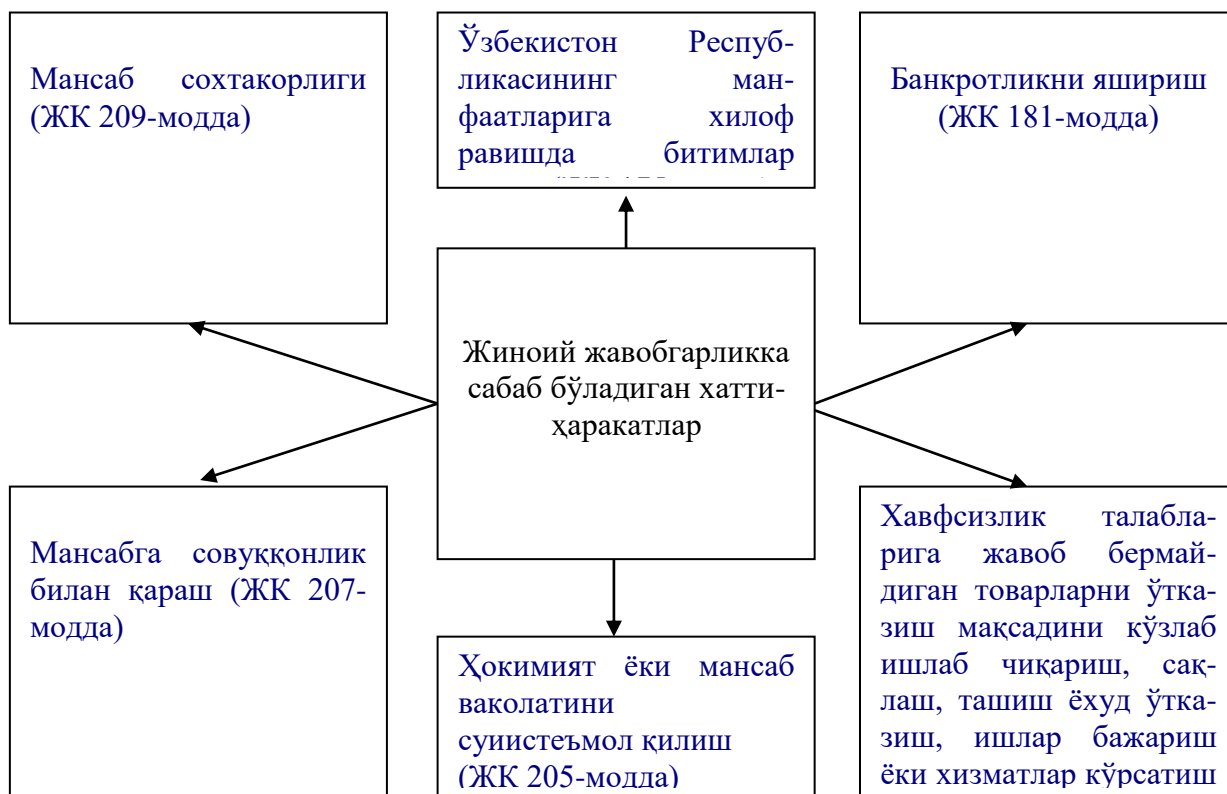 Мансаб сохтакорлиги
(ЖК 209-модда)
Ўзбекистон Респуб-
ликасининг ман-
фаатларига хилоф
равишда битимлар
Банкротликни яшириш
(ЖК 181-модда)
Жиноий жавобгарликка
сабаб бўладиган хатти-
ҳаракатлар
Мансабга совуққонлик
билан қараш (ЖК 207-
модда)
Ҳокимият ёки мансаб
ваколатини
суиистеъмол қилиш
(ЖК 205-модда)
Хавфсизлик талабла-
рига жавоб бермай-
диган товарларни ўтка-
зиш мақсадини кўзлаб
ишлаб чиқариш, сақ-
лаш, ташиш ёхуд ўтка-
зиш, ишлар бажариш
ёки хизматлар кўрсатиш